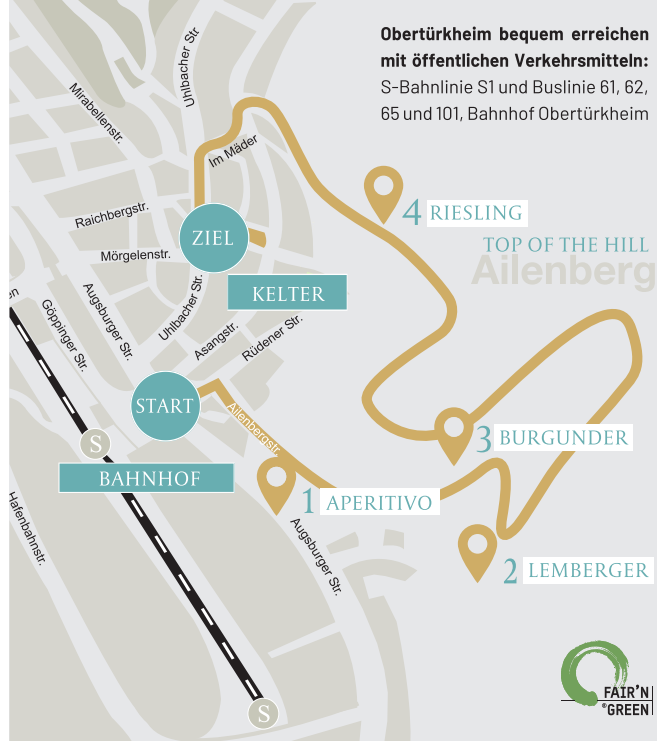 Obertürkheim bequem erreichen
mit öffentlichen Verkehrsmitteln:
S-Bahnlinie S1 und Buslinie 61, 62,
65 und 101, Bahnhof Obertürkheim
Uhlbacher Str
Mirabellenstr.
Im Mäder
4 RIESLING
Raichbergstr.
ZIEL
TOP OF THE HILL
Ailenberg
Mörgelenstr.
KELTER
Göppinger Str.
Augsburger Str.
Uhlbacher Str.
Asangstr.
Rüdener Str.
START
Ailenbergstr.
S
3 BURGUNDER
BAHNHOF
1 APERITIVO
Hafenbahnstr.
Augsburger Str.
2 LEMBERGER
S
FAIR'N
®GREEN